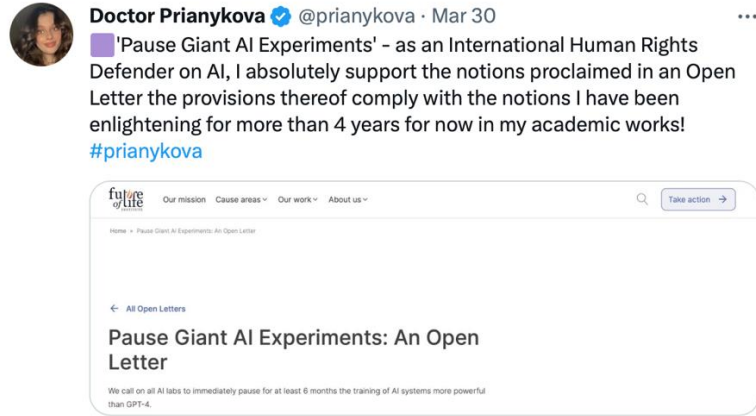 Doctor Prianykova @prianykova · Mar 30
'Pause Giant AI Experiments' - as an International Human Rights
Defender on AI, I absolutely support the notions proclaimed in an Open
Letter the provisions thereof comply with the notions I have been
enlightening for more than 4 years for now in my academic works!
#prianykova
future
of life
INSTITUTE
Our mission Cause areas Our work About us Take action →
Home » Pause Giant AI Experiments: An Open Letter
← All Open Letters
Pause Giant AI Experiments: An Open
Letter
We call on all AI labs to immediately pause for at least 6 months the training of AI systems more powerful
than GPT-4.